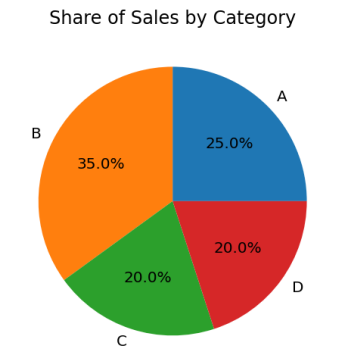 Share of Sales by Category
A
25.0%
B
35.0%
C
20.0%
D
20.0%